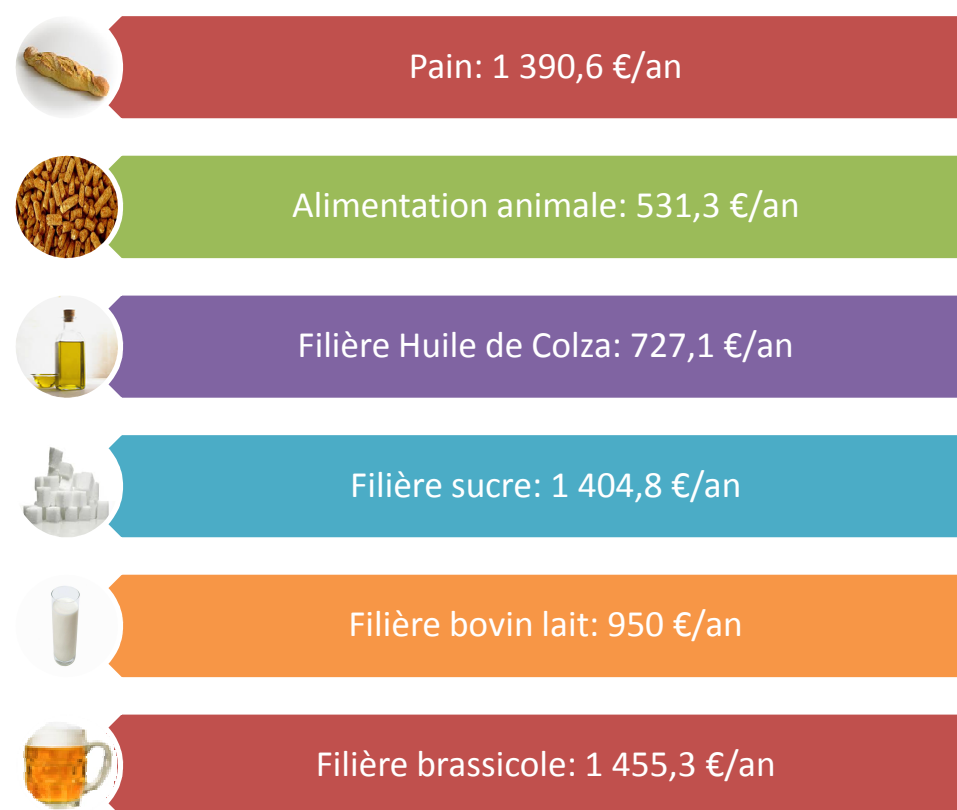 Pain: 1 390,6 €/an
Alimentation animale: 531,3 €/an
Filière Huile de Colza: 727,1 €/an
Filière sucre: 1 404,8 €/an
Filière bovin lait: 950 €/an
Filière brassicole: 1 455,3 €/an